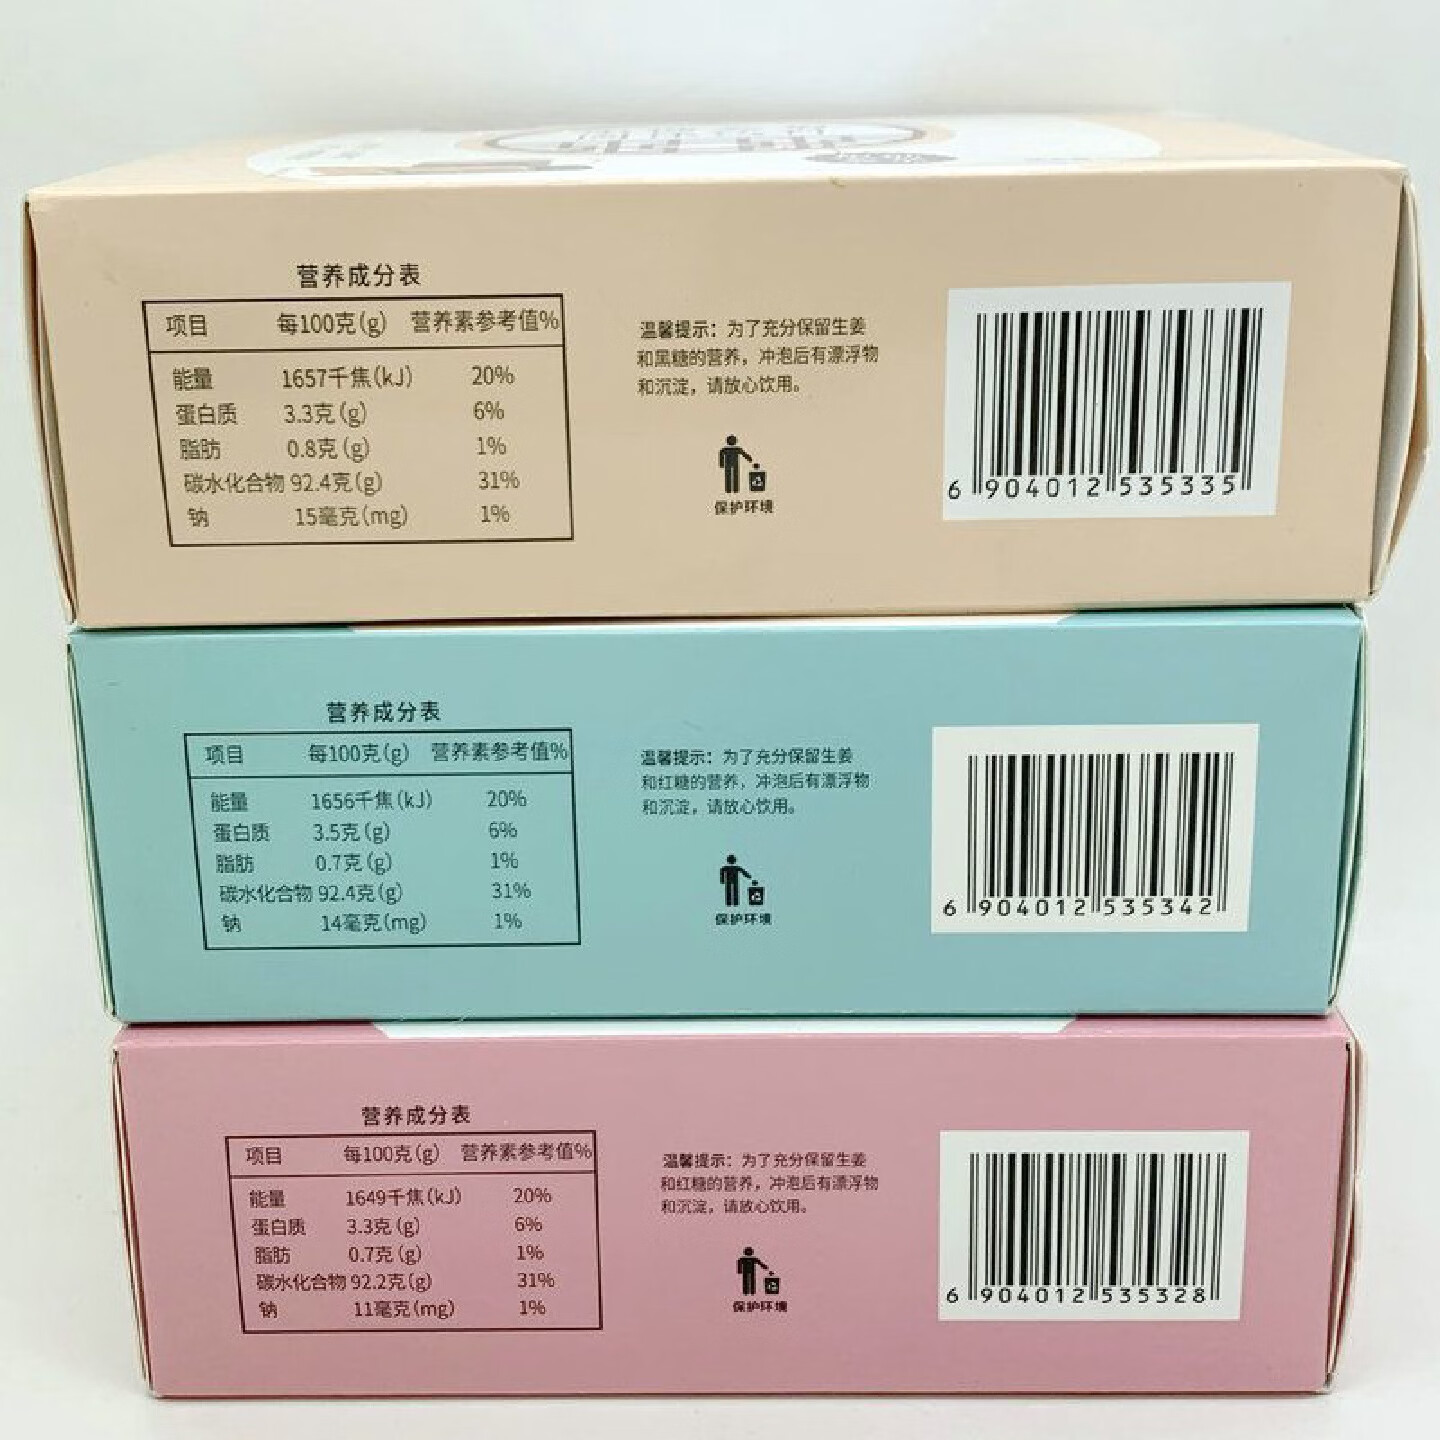 营养成分表
项目 每100克(g) 营养素参考值%
能量 1657千焦(kJ) 20%
蛋白质 3.3克(g) 6%
脂肪 0.8克(g) 1%
碳水化合物 92.4克(g) 31%
钠 15毫克(mg) 1%
温馨提示：为了充分保留生姜
和黑糖的营养，冲泡后有漂浮物
和沉淀，请放心饮用。
保护环境
6 904012 535335
营养成分表
项目 每100克(g) 营养素参考值%
能量 1656千焦(kJ) 20%
蛋白质 3.5克(g) 6%
脂肪 0.7克(g) 1%
碳水化合物 92.4克(g) 31%
钠 14毫克(mg) 1%
温馨提示：为了充分保留生姜
和红糖的营养，冲泡后有漂浮物
和沉淀，请放心饮用。
保护环境
6 904012 535342
营养成分表
项目 每100克(g) 营养素参考值%
能量 1649千焦(kJ) 20%
蛋白质 3.3克(g) 6%
脂肪 0.7克(g) 1%
碳水化合物 92.2克(g) 31%
钠 11毫克(mg) 1%
温馨提示：为了充分保留生姜
和红糖的营养，冲泡后有漂浮物
和沉淀，请放心饮用。
保护环境
6 904012 535328